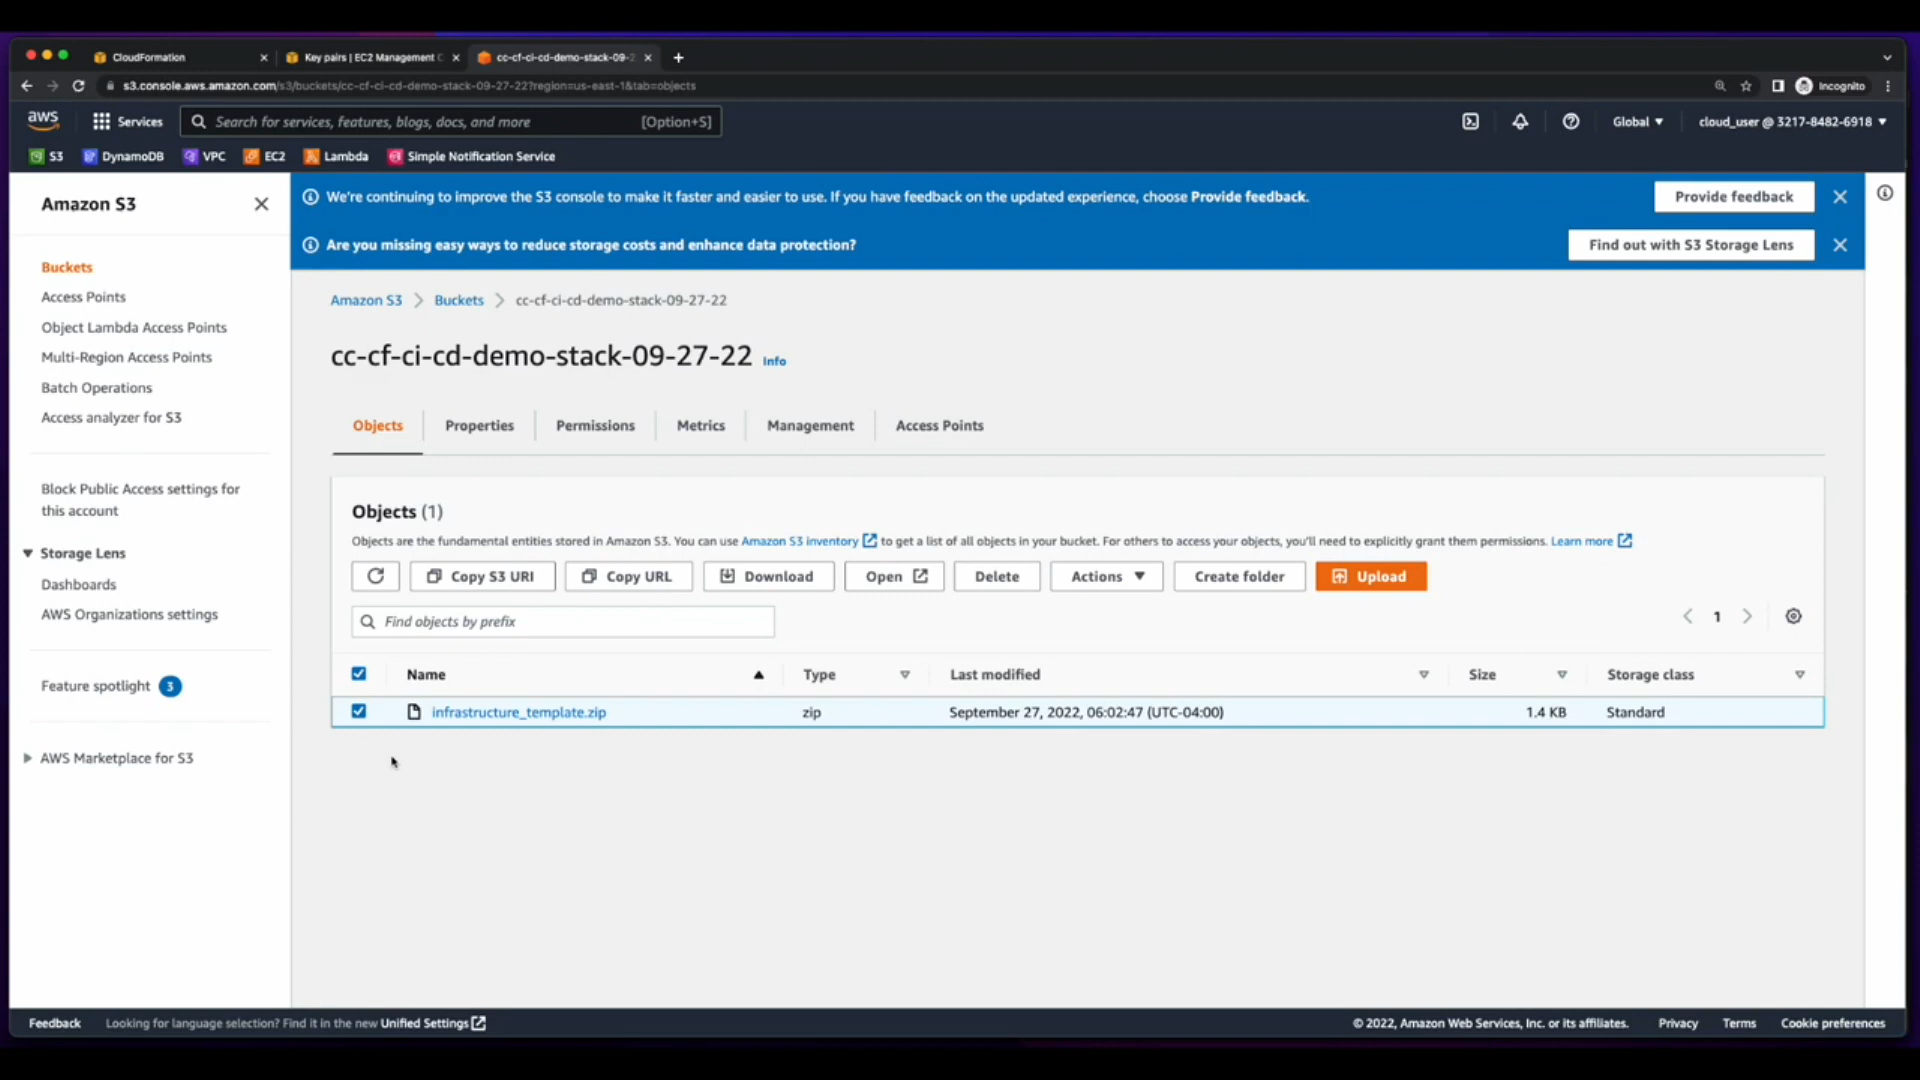 CloudFormation
Key pairs | EC2 Management C
cc-cf-ci-cd-demo-stack-09-2
s3.console.aws.amazon.com/s3/buckets/cc-cf-ci-cd-demo-stack-09-27-22?region=us-east-1&tab=objects
Incognito
aws
Services
Search for services, features, blogs, docs, and more
[Option+S]
Global
cloud_user @ 3217-8482-6918
S3
DynamoDB
VPC
EC2
Lambda
Simple Notification Service
Amazon S3
Buckets
Access Points
Object Lambda Access Points
Multi-Region Access Points
Batch Operations
Access analyzer for S3
Block Public Access settings for
this account
Storage Lens
Dashboards
AWS Organizations settings
Feature spotlight 3
AWS Marketplace for S3
We're continuing to improve the S3 console to make it faster and easier to use. If you have feedback on the updated experience, choose Provide feedback.
Provide feedback
Are you missing easy ways to reduce storage costs and enhance data protection?
Find out with S3 Storage Lens
Amazon S3 > Buckets > cc-cf-ci-cd-demo-stack-09-27-22
cc-cf-ci-cd-demo-stack-09-27-22 Info
Objects
Properties
Permissions
Metrics
Management
Access Points
Objects (1)
Objects are the fundamental entities stored in Amazon S3. You can use Amazon S3 inventory to get a list of all objects in your bucket. For others to access your objects, you'll need to explicitly grant them permissions. Learn more
Copy S3 URI
Copy URL
Download
Open
Delete
Actions
Create folder
Upload
Find objects by prefix
1
Name
Type
Last modified
Size
Storage class
infrastructure_template.zip
zip
September 27, 2022, 06:02:47 (UTC-04:00)
1.4 KB
Standard
Feedback
Looking for language selection? Find it in the new Unified Settings
© 2022, Amazon Web Services, Inc. or its affiliates.
Privacy
Terms
Cookie preferences